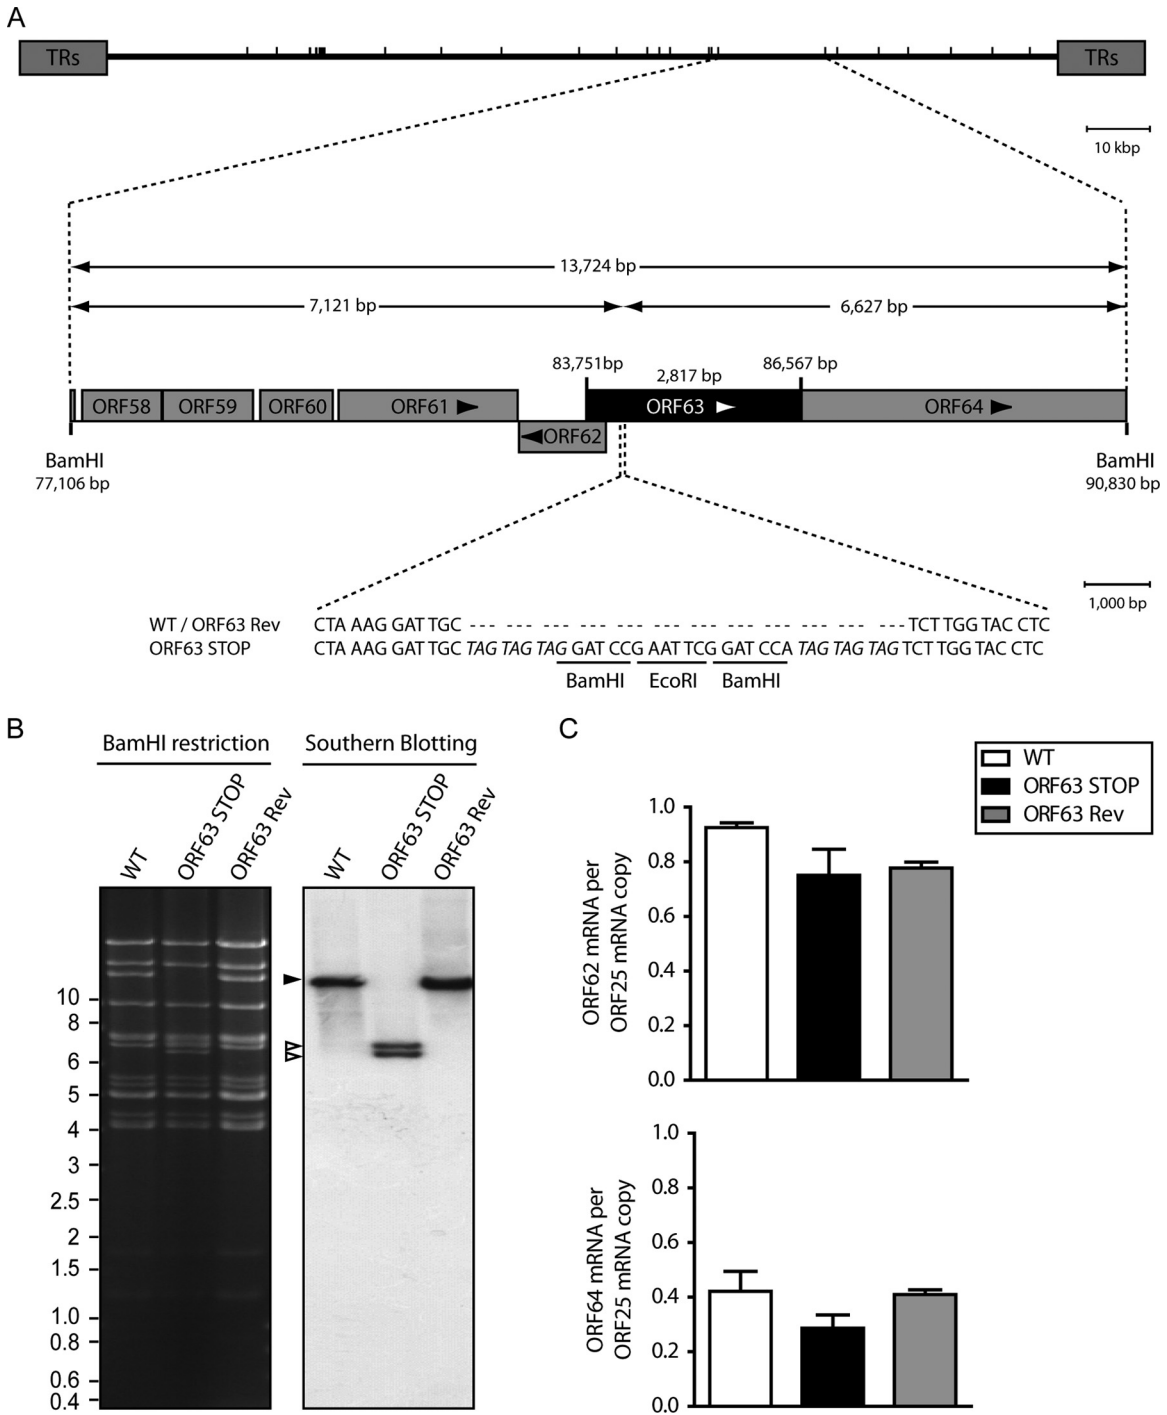 A
TRs
TRs
10 kbp
13,724 bp
7,121 bp
6,627 bp
83,751bp
2,817 bp
86,567 bp
ORF58
ORF59
ORF60
ORF61
ORF63
ORF64
ORF62
BamHI
77,106 bp
BamHI
90,830 bp
1,000 bp
WT / ORF63 Rev CTA AAG GAT TGC --- --- --- --- --- --- --- --- --- --- --- --- TCT TGG TAC CTC
ORF63 STOP CTA AAG GAT TGC TAG TAG TAG GGAT CCG AAT TCG GAT CCA TAG TAG TAG TCT TGG TAC CTC
BamHI EcoRI BamHI
B
BamHI restriction
Southern Blotting
WT
ORF63 STOP
ORF63 Rev
WT
ORF63 STOP
ORF63 Rev
10
8
6
5
4
3
2.5
2
1.5
1.0
0.8
0.6
0.4
C
WT
ORF63 STOP
ORF63 Rev
ORF62 mRNA per
ORF25 mRNA copy
1.0
0.8
0.6
0.4
0.2
0.0
ORF64 mRNA per
ORF25 mRNA copy
1.0
0.8
0.6
0.4
0.2
0.0